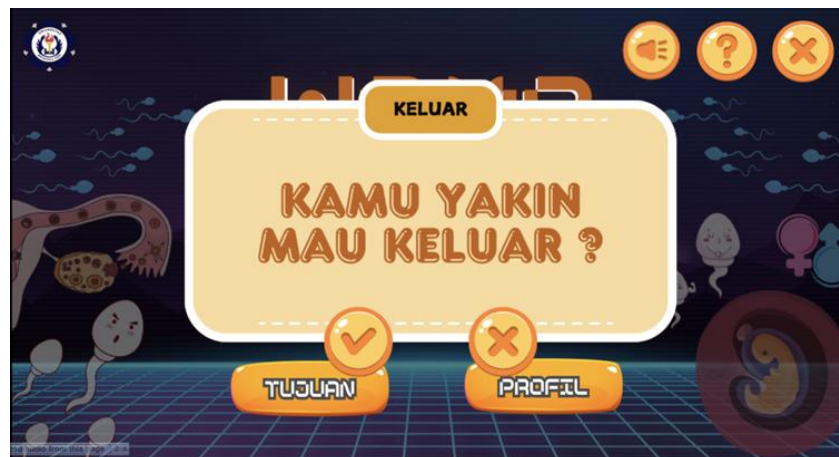 KELUAR
KAMU YAKIN
MAU KELUAR ?
TUJUAN
PROFIL